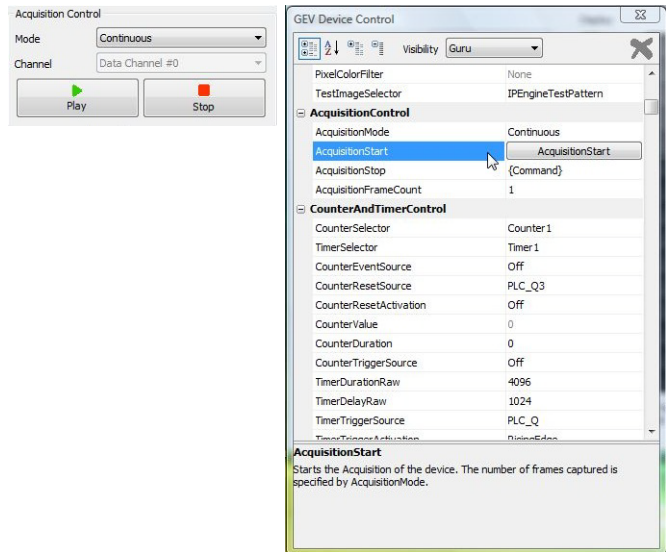 Acquisition Control
Mode Continuous
Channel Data Channel #0
Play Stop
GEV Device Control
Visibility Guru
PixelColorFilter None
TestImageSelector IPEngineTestPattern
AcquisitionControl
AcquisitionMode Continuous
AcquisitionStart AcquisitionStart
AcquisitionStop {Command}
AcquisitionFrameCount 1
CounterAndTimerControl
CounterSelector Counter1
TimerSelector Timer1
CounterEventSource Off
CounterResetSource PLC_Q3
CounterResetActivation Off
CounterValue 0
CounterDuration 0
CounterTriggerSource Off
TimerDurationRaw 4096
TimerDelayRaw 1024
TimerTriggerSource PLC_Q
TimerTriggerActivation RisingEdge
AcquisitionStart
Starts the Acquisition of the device. The number of frames captured is
specified by AcquisitionMode.